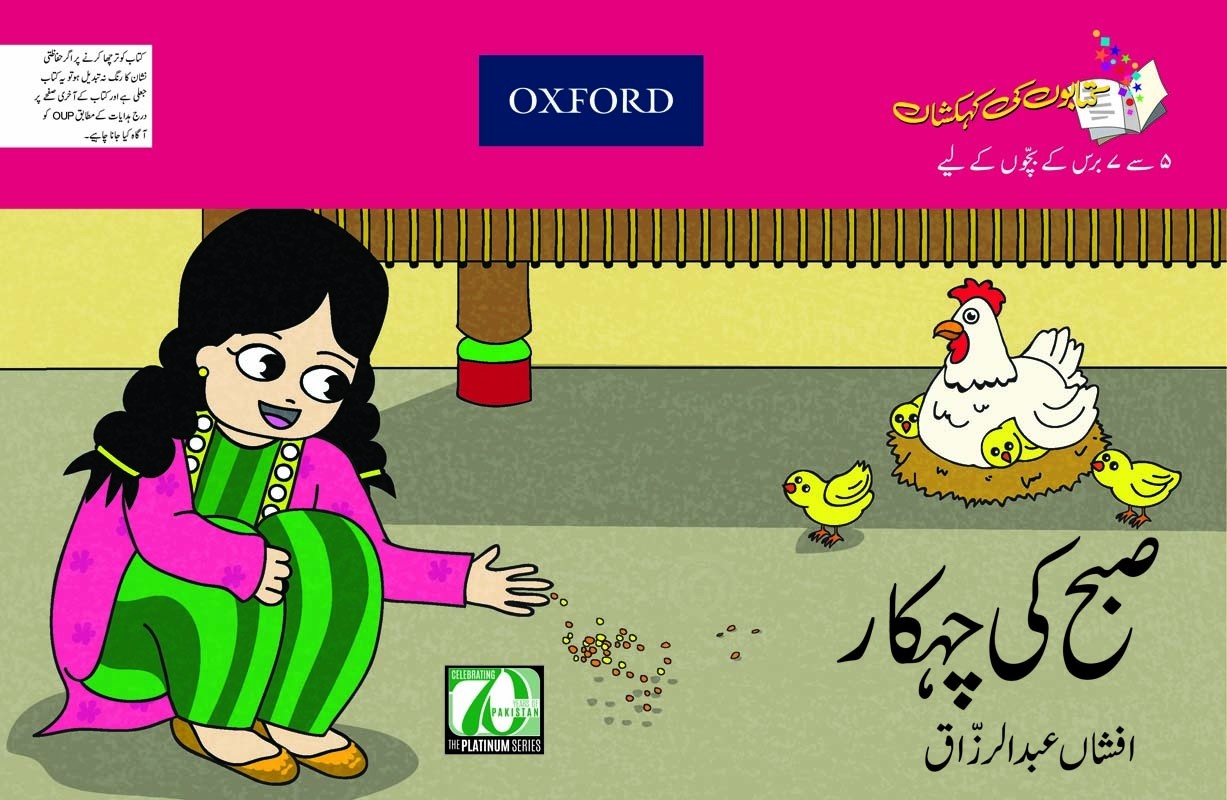 کتاب کو ترچھا کرنے پر اگر حفاظتی
نشان کا رنگ نہ تبدیل ہو تو یہ کتاب
جعلی ہے اور کتاب کے آخری صفحے پر
درج ہدایات کے مطابق OUP کو
آگاہ کیا جانا چاہیے۔
OXFORD
کتابوں کی کہکشاں
۵ سے ۷ برس کے بچّوں کے لیے
صبح کی چہکار
افشاں عبدالرزّاق
CELEBRATING
70
YEARS OF
PAKISTAN
THE PLATINUM SERIES